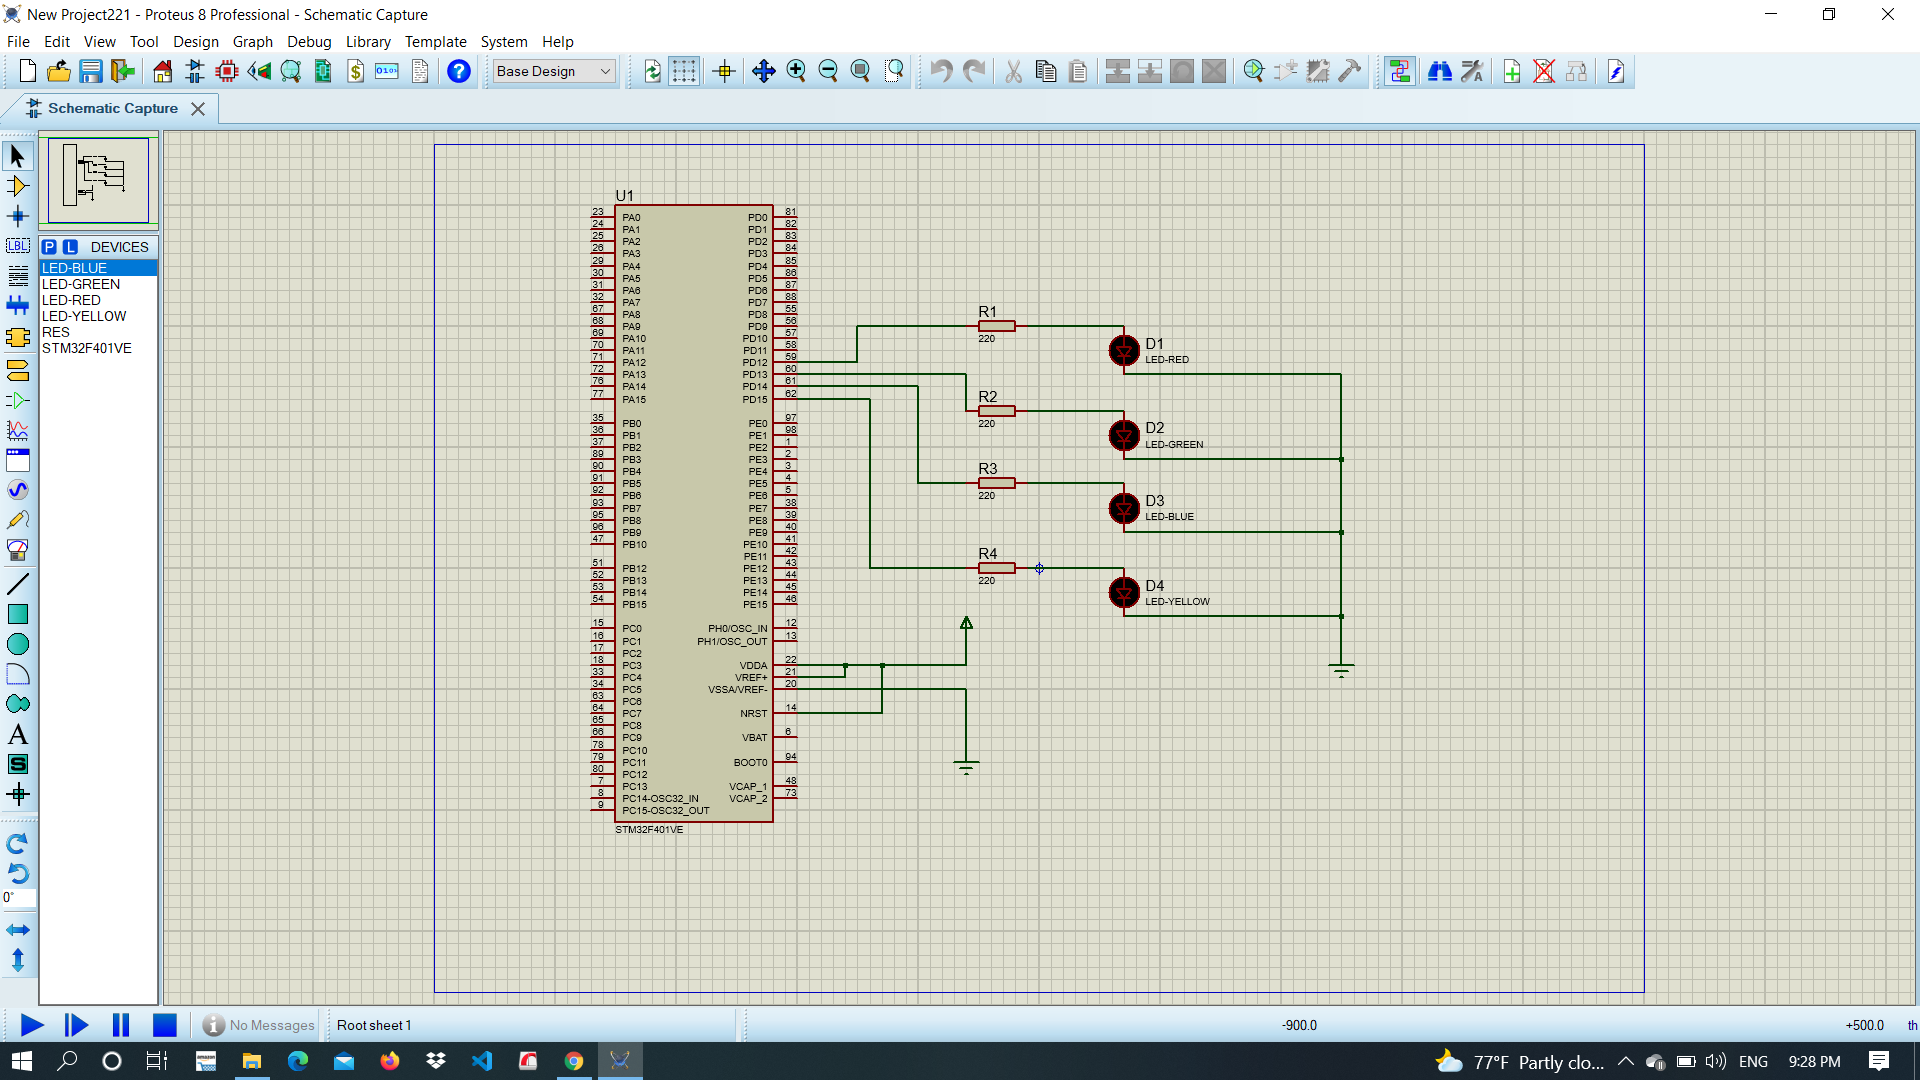 New Project221 - Proteus 8 Professional - Schematic Capture
File Edit View Tool Design Graph Debug Library Template System Help
Base Design
Schematic Capture
P L DEVICES
LED-BLUE
LED-GREEN
LED-RED
LED-YELLOW
RES
STM32F401VE
LBL
A
S
0°
U1
23 PA0 PD0 81
24 PA1 PD1 82
25 PA2 PD2 83
26 PA3 PD3 84
29 PA4 PD4 85
30 PA5 PD5 86
31 PA6 PD6 87
32 PA7 PD7 88
67 PA8 PD8 55
68 PA9 PD9 56
69 PA10 PD10 57
70 PA11 PD11 58
71 PA12 PD12 59
72 PA13 PD13 60
76 PA14 PD14 61
77 PA15 PD15 62
35 PB0 PE0 97
36 PB1 PE1 98
37 PB2 PE2 1
89 PB3 PE3 2
90 PB4 PE4 3
91 PB5 PE5 4
92 PB6 PE6 5
93 PB7 PE7 38
95 PB8 PE8 39
96 PB9 PE9 40
47 PB10 PE10 41
PE11 42
51 PB12 PE12 43
52 PB13 PE13 44
53 PB14 PE14 45
54 PB15 PE15 46
15 PC0 PH0/OSC_IN 12
16 PC1 PH1/OSC_OUT 13
17 PC2
18 PC3 VDDA 22
33 PC4 VREF+ 21
34 PC5 VSSA/VREF- 20
63 PC6
64 PC7 NRST 14
65 PC8
66 PC9 VBAT 6
78 PC10
79 PC11 BOOT0 94
80 PC12
7 PC13 VCAP_1 48
8 PC14-OSC32_IN VCAP_2 73
9 PC15-OSC32_OUT
STM32F401VE
R1
220
D1
LED-RED
R2
220
D2
LED-GREEN
R3
220
D3
LED-BLUE
R4
220
D4
LED-YELLOW
No Messages Root sheet 1 -900.0 +500.0 th
77°F Partly clo... ENG 9:28 PM